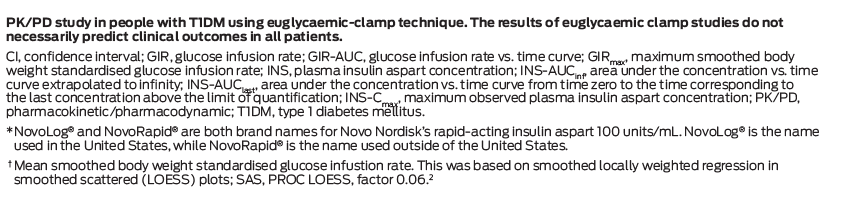 PK/PD study in people with T1DM using euglycaemic-clamp technique. The results of euglycaemic clamp studies do not
necessarily predict clinical outcomes in all patients.
CI, confidence interval; GIR, glucose infusion rate; GIR-AUC, glucose infusion rate vs. time curve; GIRmax, maximum smoothed body
weight standardised glucose infusion rate; INS, plasma insulin aspart concentration; INS-AUCinf, area under the concentration vs. time
curve extrapolated to infinity; INS-AUClast, area under the concentration vs. time curve from time zero to the time corresponding to
the last concentration above the limit of quantification; INS-Cmax, maximum observed plasma insulin aspart concentration; PK/PD,
pharmacokinetic/pharmacodynamic; T1DM, type 1 diabetes mellitus.
*NovoLog® and NovoRapid® are both brand names for Novo Nordisk's rapid-acting insulin aspart 100 units/mL. NovoLog® is the name
used in the United States, while NovoRapid® is the name used outside of the United States.
†Mean smoothed body weight standardised glucose infustion rate. This was based on smoothed locally weighted regression in
smoothed scattered (LOESS) plots; SAS, PROC LOESS, factor 0.06.²